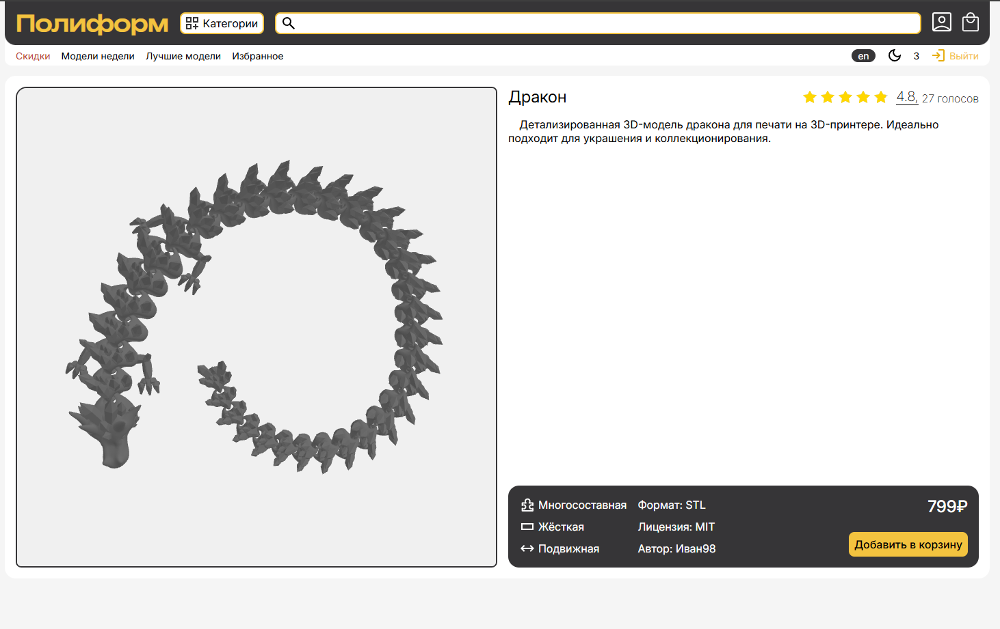 Полиформ
Категории
Скидки Модели недели Лучшие модели Избранное
en 3 Выйти
Дракон
4.8, 27 голосов
Детализированная 3D-модель дракона для печати на 3D-принтере. Идеально
подходит для украшения и коллекционирования.
Многосоставная Формат: STL
799₽
Жёсткая Лицензия: MIT
Подвижная Автор: Иван98
Добавить в корзину